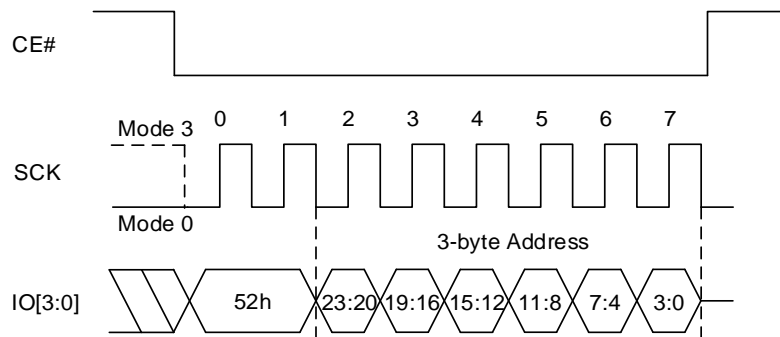 CE#
Mode 3
0 1 2 3 4 5 6 7
SCK
Mode 0
3-byte Address
IO[3:0]
52h 23:20 19:16 15:12 11:8 7:4 3:0